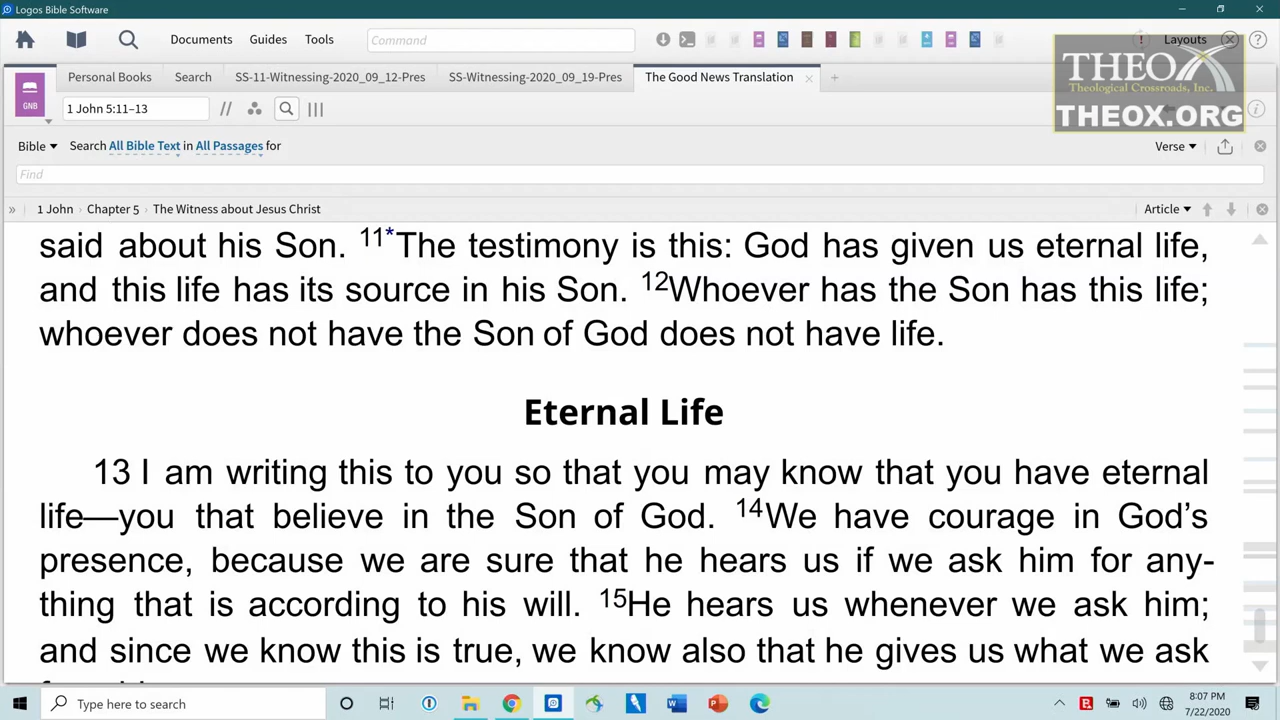 Logos Bible Software
Documents Guides Tools Command Layouts
THEOX
Theological Crossroads, Inc.
THEOX.ORG
Personal Books Search SS-11-Witnessing-2020_09_12-Pres SS-Witnessing-2020_09_19-Pres The Good News Translation
GNB 1 John 5:11–13
Bible Search All Bible Text in All Passages for Verse
Find
1 John › Chapter 5 › The Witness about Jesus Christ Article
said about his Son. 11*The testimony is this: God has given us eternal life,
and this life has its source in his Son. 12Whoever has the Son has this life;
whoever does not have the Son of God does not have life.
Eternal Life
13 I am writing this to you so that you may know that you have eternal
life—you that believe in the Son of God. 14We have courage in God's
presence, because we are sure that he hears us if we ask him for any-
thing that is according to his will. 15He hears us whenever we ask him;
and since we know this is true, we know also that he gives us what we ask
Type here to search
8:07 PM
7/22/2020